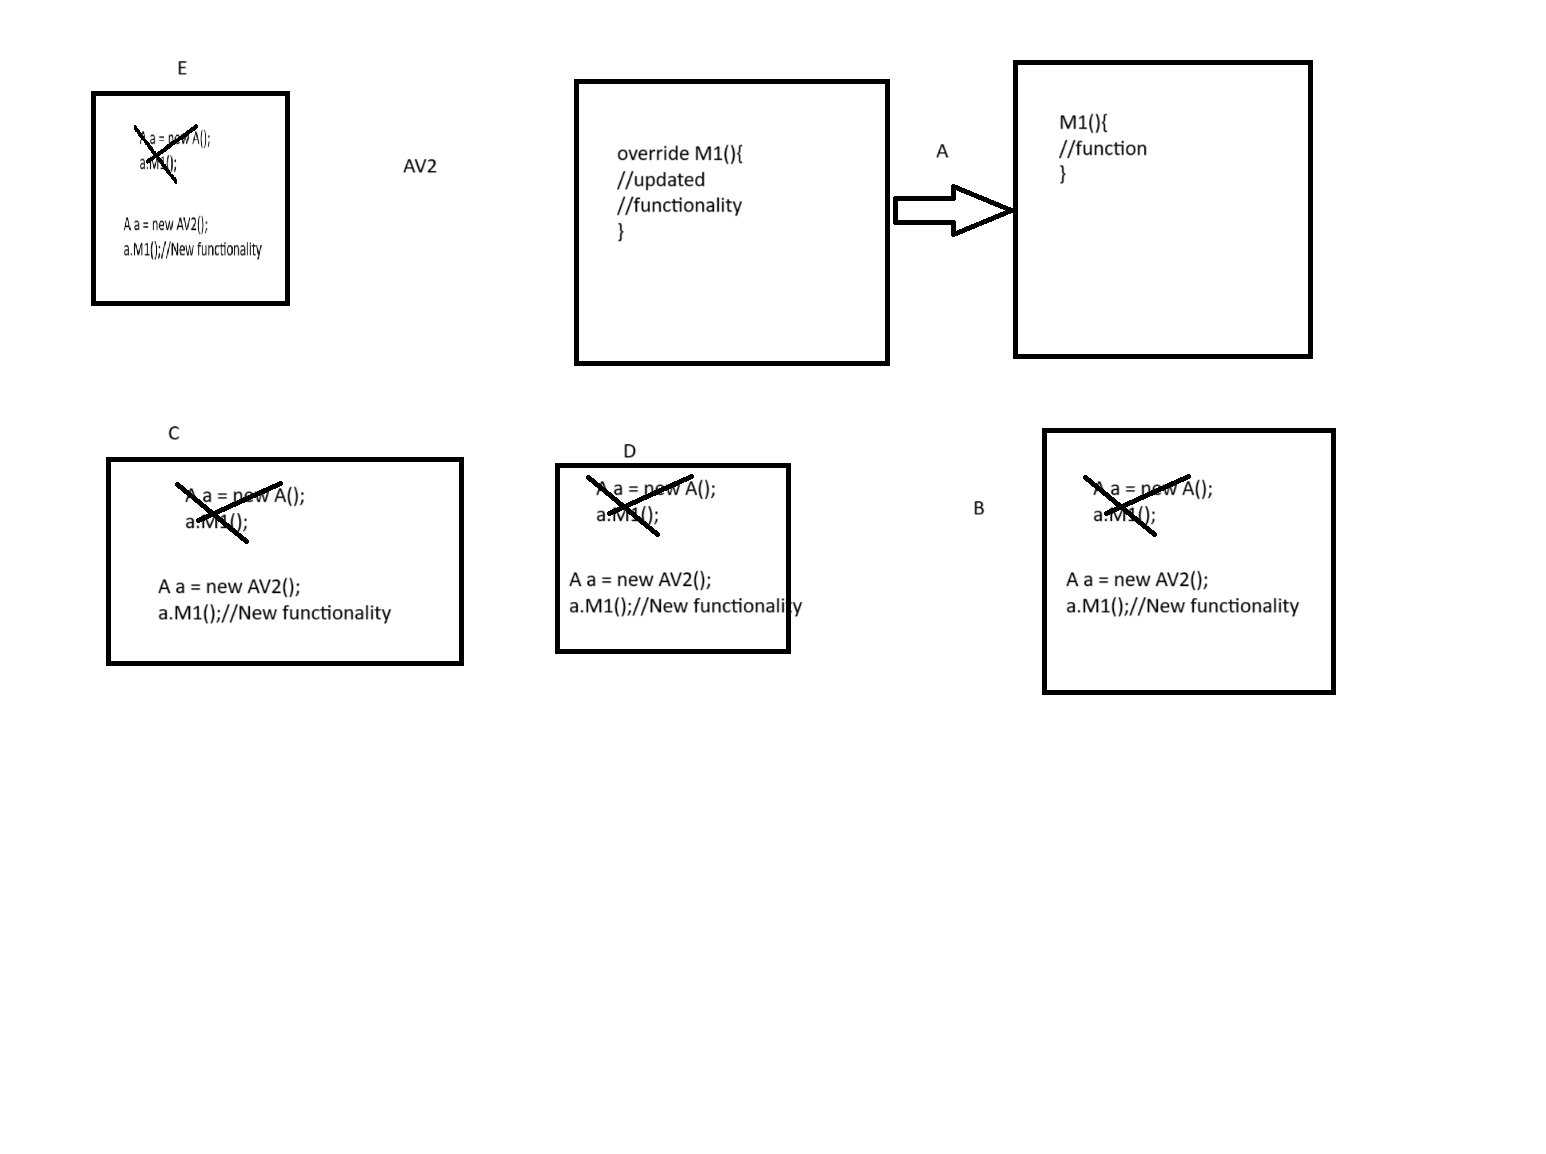 E
A a = new A();
a.M1();
A a = new AV2();
a.M1();//New functionality
AV2
override M1(){
//updated
//functionality
}
A
M1(){
//function
}
C
A a = new A();
a.M1();
A a = new AV2();
a.M1();//New functionality
D
A a = new A();
a.M1();
A a = new AV2();
a.M1();//New functionality
B
A a = new A();
a.M1();
A a = new AV2();
a.M1();//New functionality